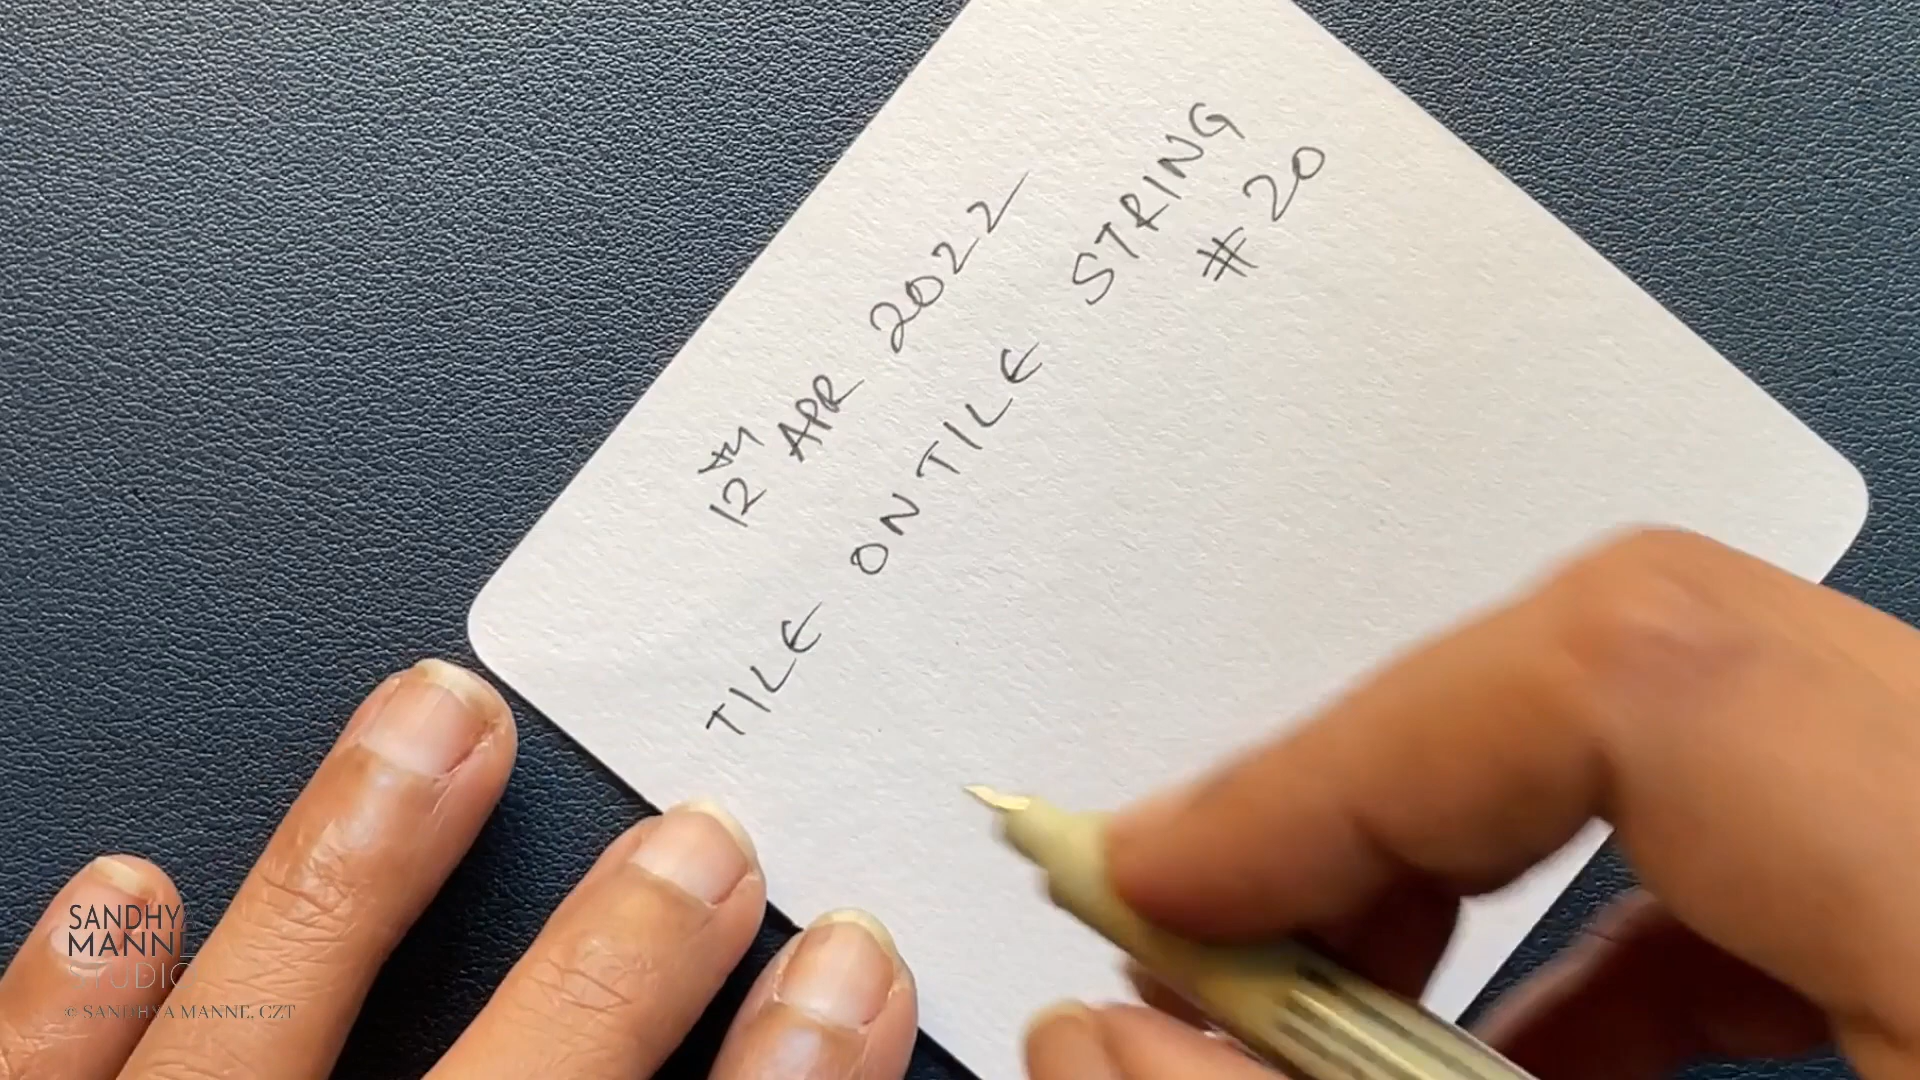 12TH APR 2022
TILE ON TILE STRING
# 20
SANDHYA
MANNE
STUDIO
© SANDHYA MANNE, CZT